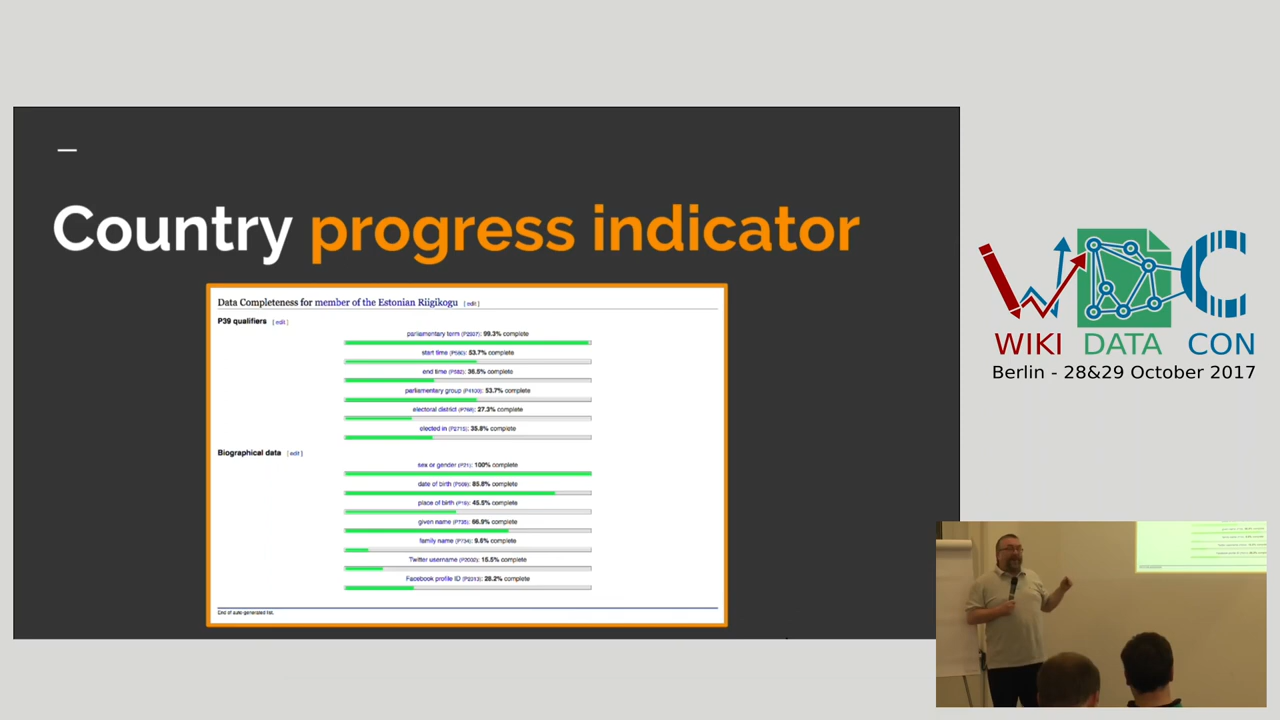 Country progress indicator
Data Completeness for member of the Estonian Riigikogu [ edit ]
P39 qualifiers [ edit ]
parliamentary term (P2937): 99.3% complete
start time (P580): 53.7% complete
end time (P582): 36.5% complete
parliamentary group (P4100): 53.7% complete
electoral district (P768): 27.3% complete
elected in (P2715): 35.8% complete
Biographical data [ edit ]
sex or gender (P21): 100% complete
date of birth (P569): 85.8% complete
place of birth (P19): 45.5% complete
given name (P735): 66.9% complete
family name (P734): 9.6% complete
Twitter username (P2002): 15.5% complete
Facebook profile ID (P2013): 28.2% complete
End of auto-generated list.
WIKI DATA CON
Berlin - 28&29 October 2017